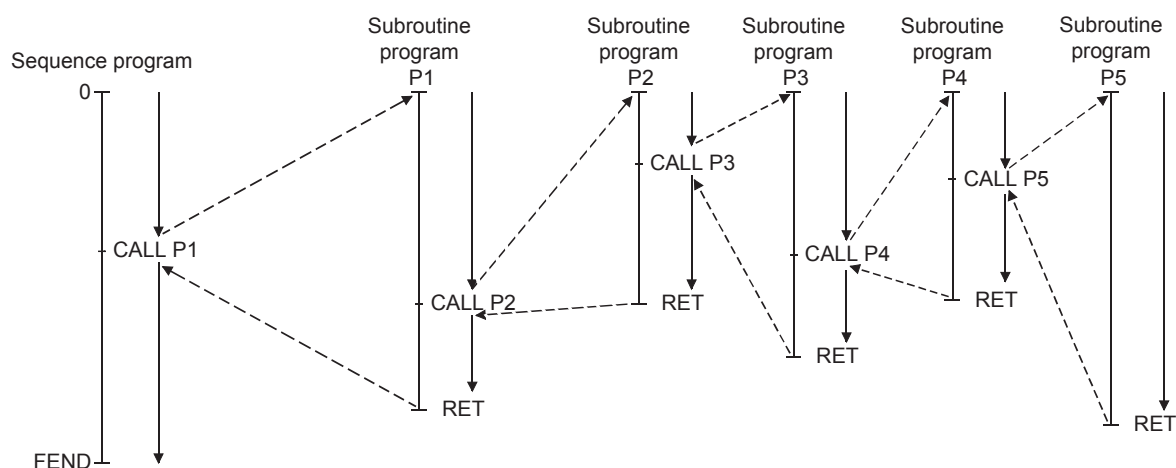 Sequence program
0
CALL P1
FEND
Subroutine
program
P1
CALL P2
RET
Subroutine
program
P2
CALL P3
RET
Subroutine
program
P3
CALL P4
RET
Subroutine
program
P4
CALL P5
RET
Subroutine
program
P5
RET